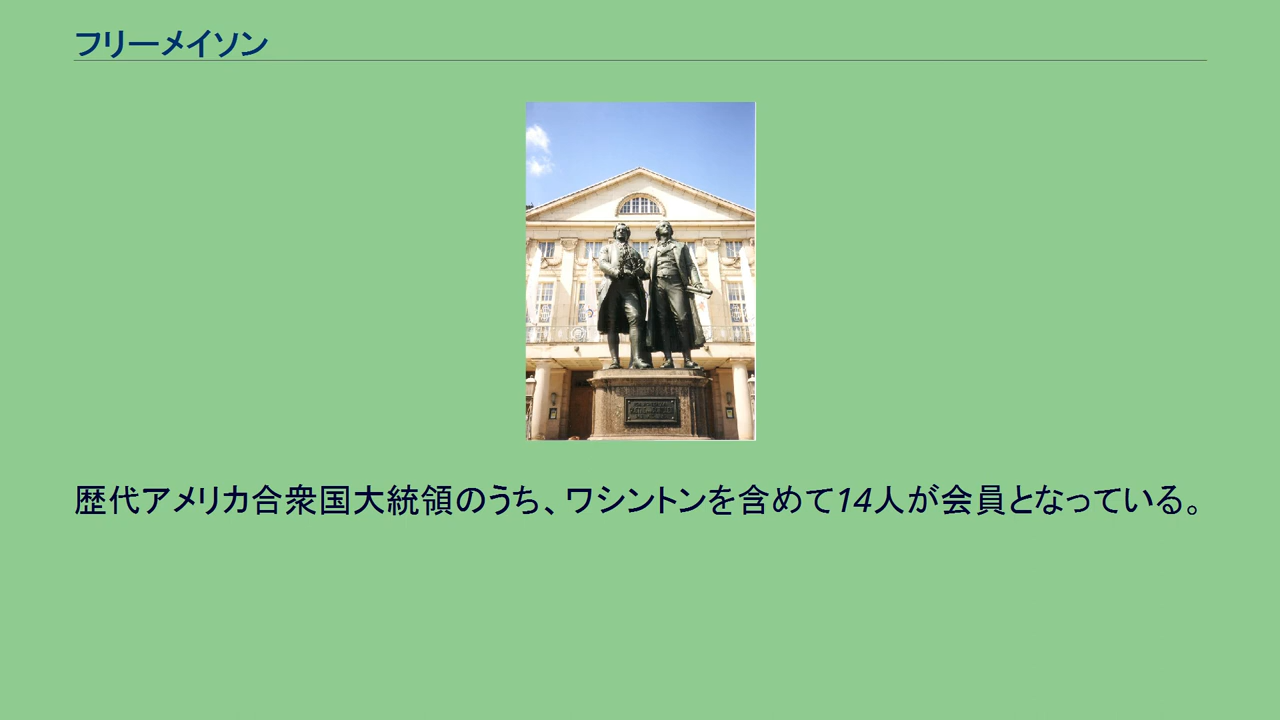 フリーメイソン
歴代アメリカ合衆国大統領のうち、ワシントンを含めて14人が会員となっている。